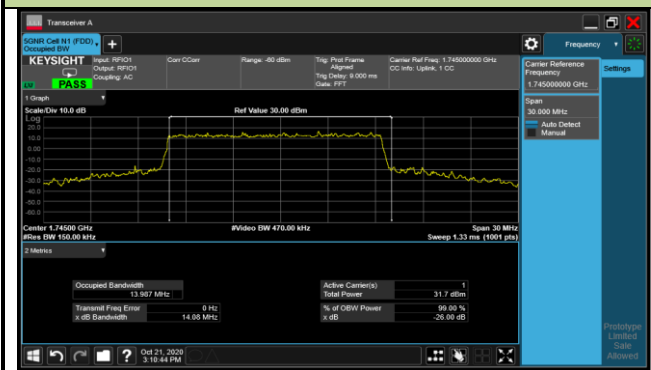 Transceiver A
5GNR Cell N1 (FDD)
Occupied BW
Frequency
KEYSIGHT
PASS
Input: RFIO1
Output: RFIO1
Coupling: AC
Corr CCorr
Range: -80 dBm
Trig: Prot Frame
Aligned
Trig Delay: 9.000 ms
Gate: FFT
Carrier Ref Freq: 1.745000000 GHz
CC Info: Uplink, 1 CC
Carrier Reference
Frequency
1.745000000 GHz
Settings
Span
30.000 MHz
Auto Detect
Manual
1 Graph
Scale/Div 10.0 dB
Ref Value 30.00 dBm
Log
20.0
10.0
0.00
-10.0
-20.0
-30.0
-40.0
-50.0
-60.0
Center 1.74500 GHz
#Video BW 470.00 kHz
Span 30 MHz
#Res BW 150.00 kHz
Sweep 1.33 ms (1001 pts)
2 Metrics
Occupied Bandwidth
13.987 MHz
Active Carrier(s) 1
Total Power 31.7 dBm
Transmit Freq Error 0 Hz
x dB Bandwidth 14.08 MHz
% of OBW Power 99.00 %
x dB -26.00 dB
Prototype
Limited
Sale
Allowed
Oct 21, 2020
3:10:44 PM